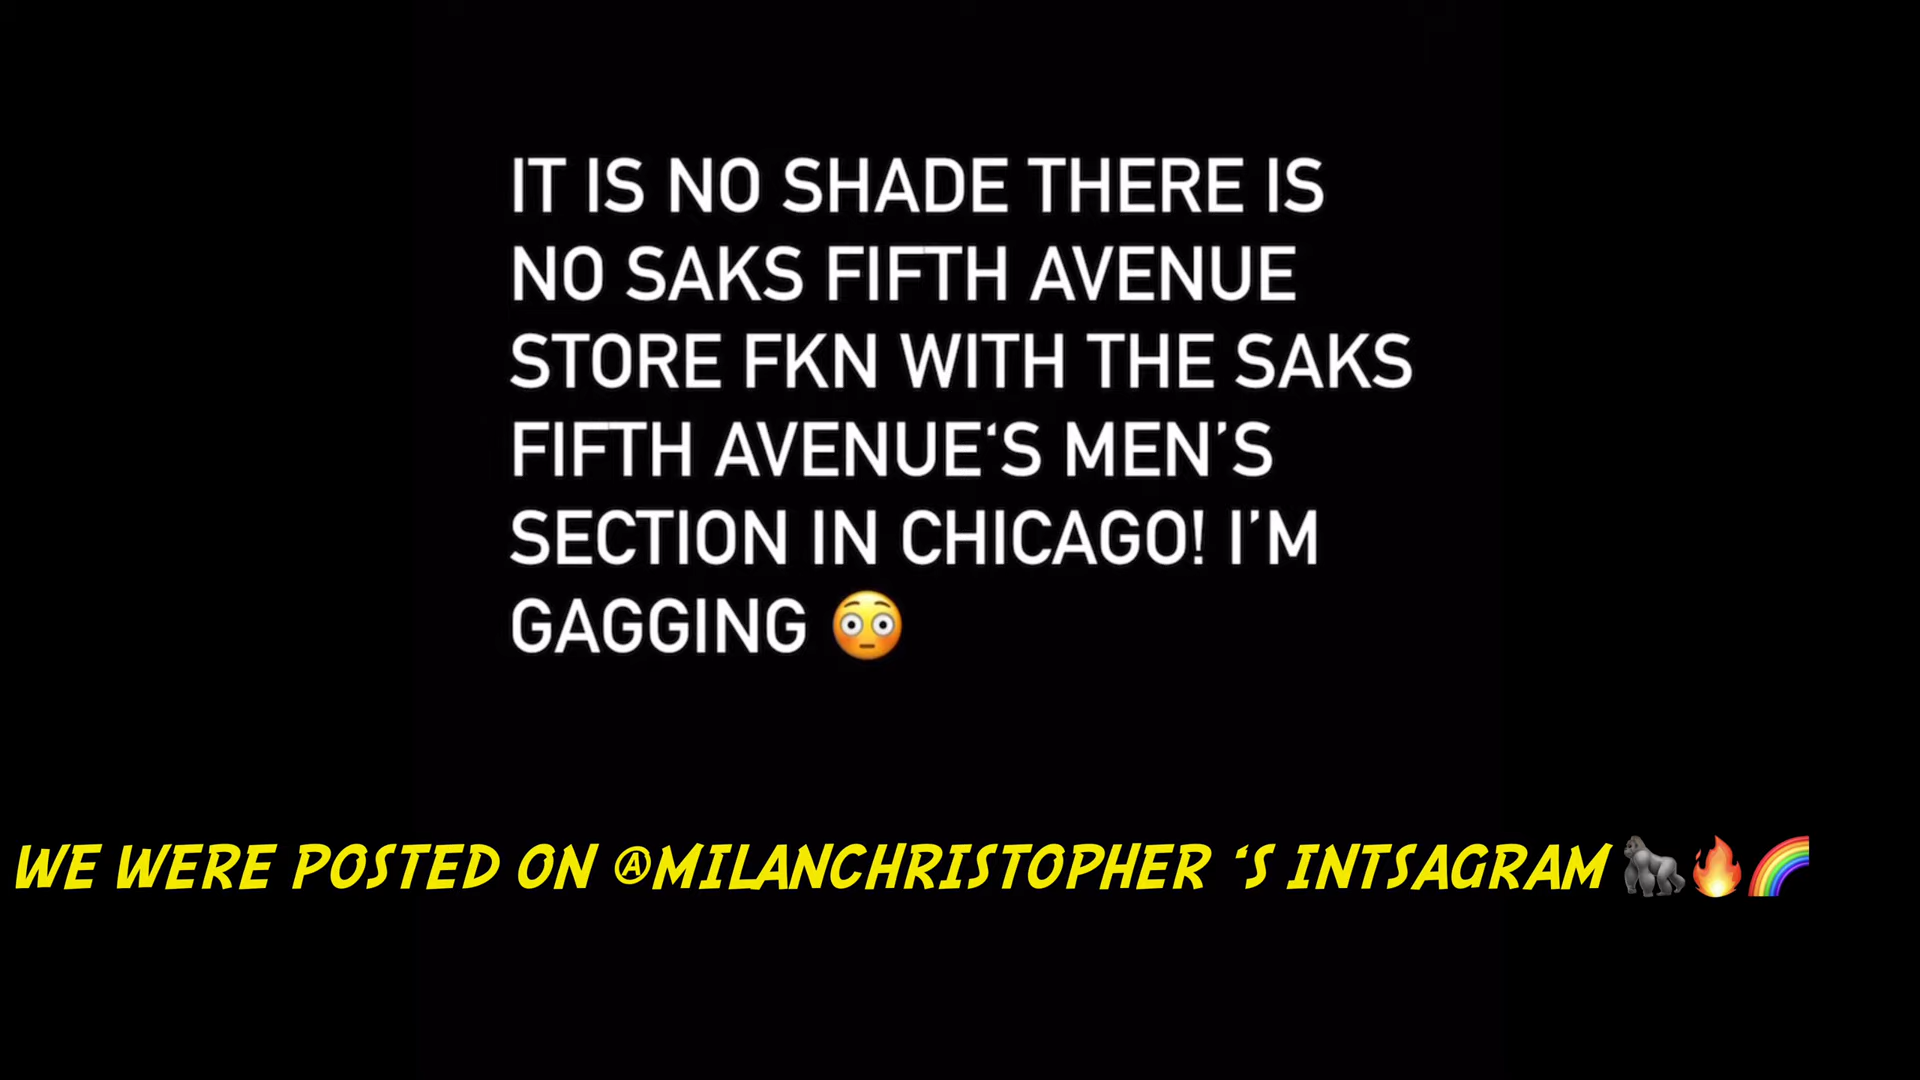 IT IS NO SHADE THERE IS
NO SAKS FIFTH AVENUE
STORE FKN WITH THE SAKS
FIFTH AVENUE‘S MEN’S
SECTION IN CHICAGO! I’M
GAGGING 😳
WE WERE POSTED ON @MILANCHRISTOPHER ‘S INTSAGRAM 🦍🔥🌈